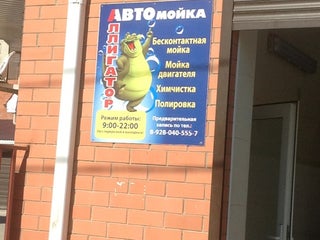 АВТОМОЙКА
АЛЛИГАТОР
Бесконтактная
мойка
Мойка
двигателя
Химчистка
Полировка
Режим работы:
9:00-22:00
Предварительная
запись по тел.:
8-928-040-555-7